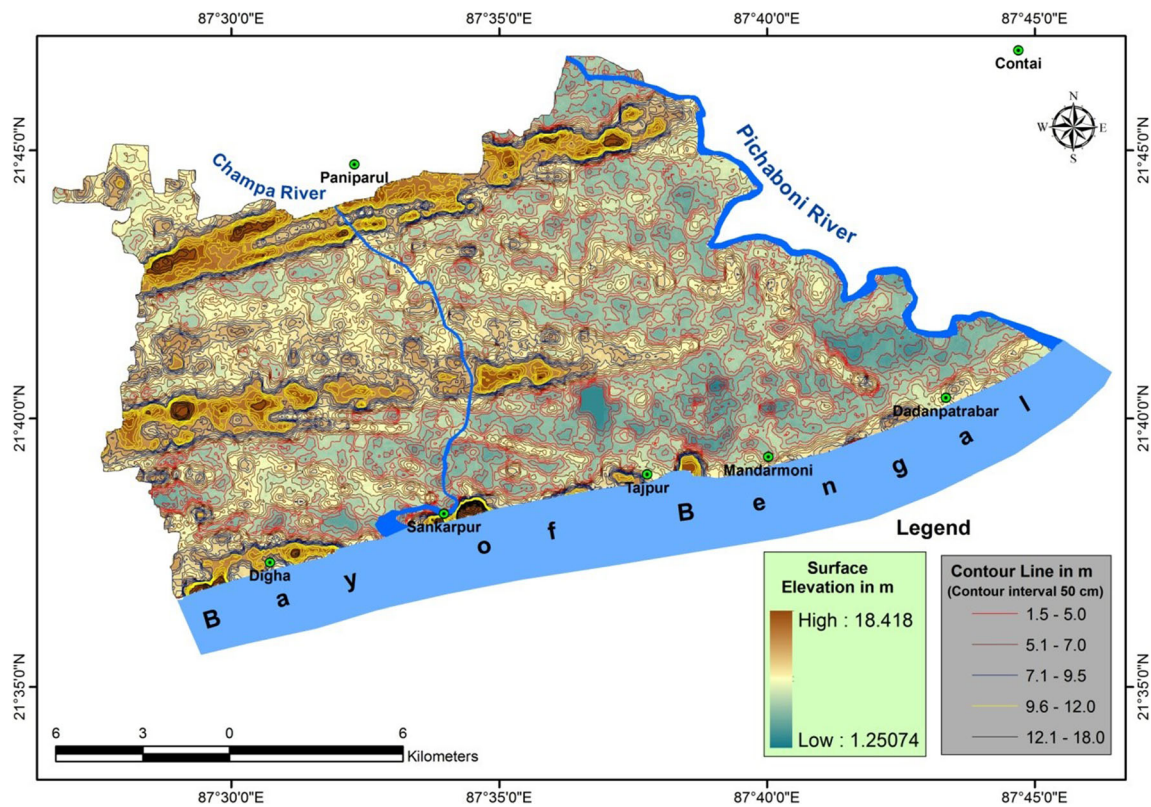 87°30'0"E
87°35'0"E
87°40'0"E
87°45'0"E
Contai
N
W
E
S
21°45'0"N
21°45'0"N
Paniparul
Champa River
Pichaboni River
21°40'0"N
21°40'0"N
Dadanpatrabar
Mandarmoni
Tajpur
Sankarpur
Digha
Bay of Bengal
Legend
Surface
Elevation in m
High : 18.418
Low : 1.25074
Contour Line in m
(Contour interval 50 cm)
1.5 - 5.0
5.1 - 7.0
7.1 - 9.5
9.6 - 12.0
12.1 - 18.0
21°35'0"N
21°35'0"N
6 3 0 6
Kilometers
87°30'0"E
87°35'0"E
87°40'0"E
87°45'0"E